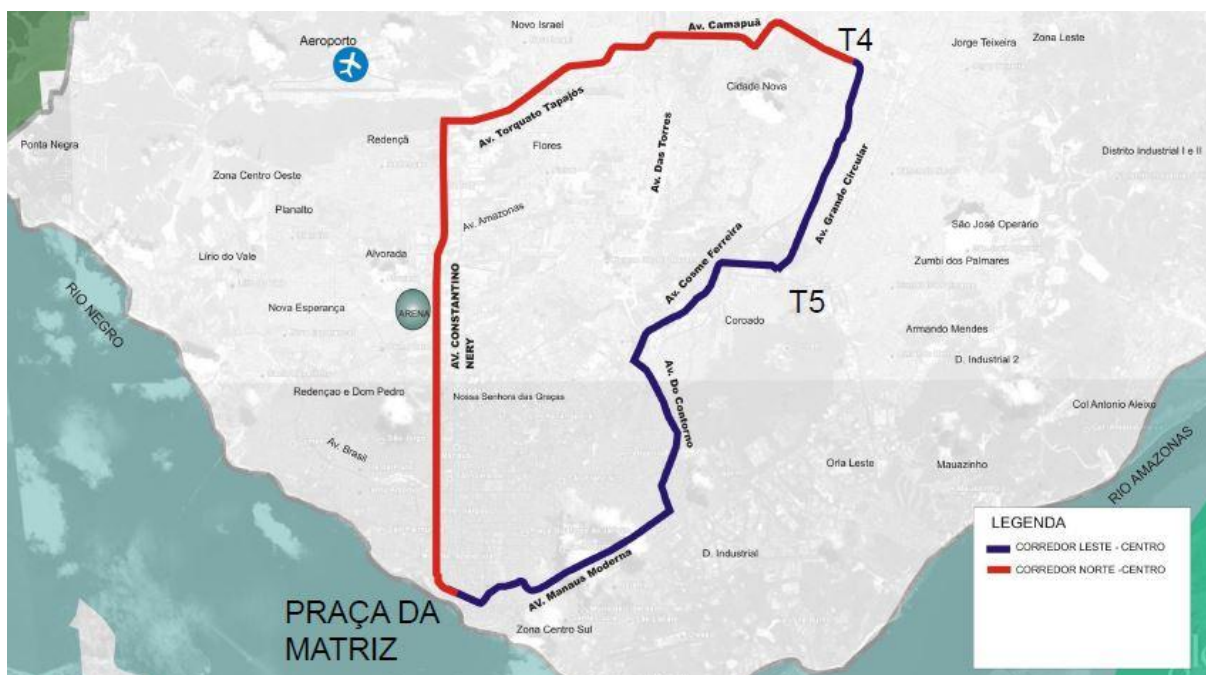 Novo Israel
Av. Camapuã
T4
Jorge Teixeira
Zona Leste
Aeroporto
Cidade Nova
Ponta Negra
Redençã
Av. Torquato Tapajós
Flores
Av. Das Torres
Distrito Industrial I e II
Zona Centro Oeste
Planalto
Av. Amazonas
Av. Grande Circular
São José Operário
Lírio do Vale
Alvorada
Av. Cosme Ferreira
Zumbi dos Palmares
RIO NEGRO
Nova Esperança
ARENA
AV. CONSTANTINO
NERY
T5
Coroado
Armando Mendes
D. Industrial 2
Redençao e Dom Pedro
Nossa Senhora das Graças
Av. Do Contorno
Col Antonio Aleixo
Av. Brasil
Orla Leste
Mauazinho
RIO AMAZONAS
D. Industrial
AV. Manaus Moderna
PRAÇA DA
MATRIZ
Zona Centro Sul
LEGENDA
CORREDOR LESTE - CENTRO
CORREDOR NORTE -CENTRO